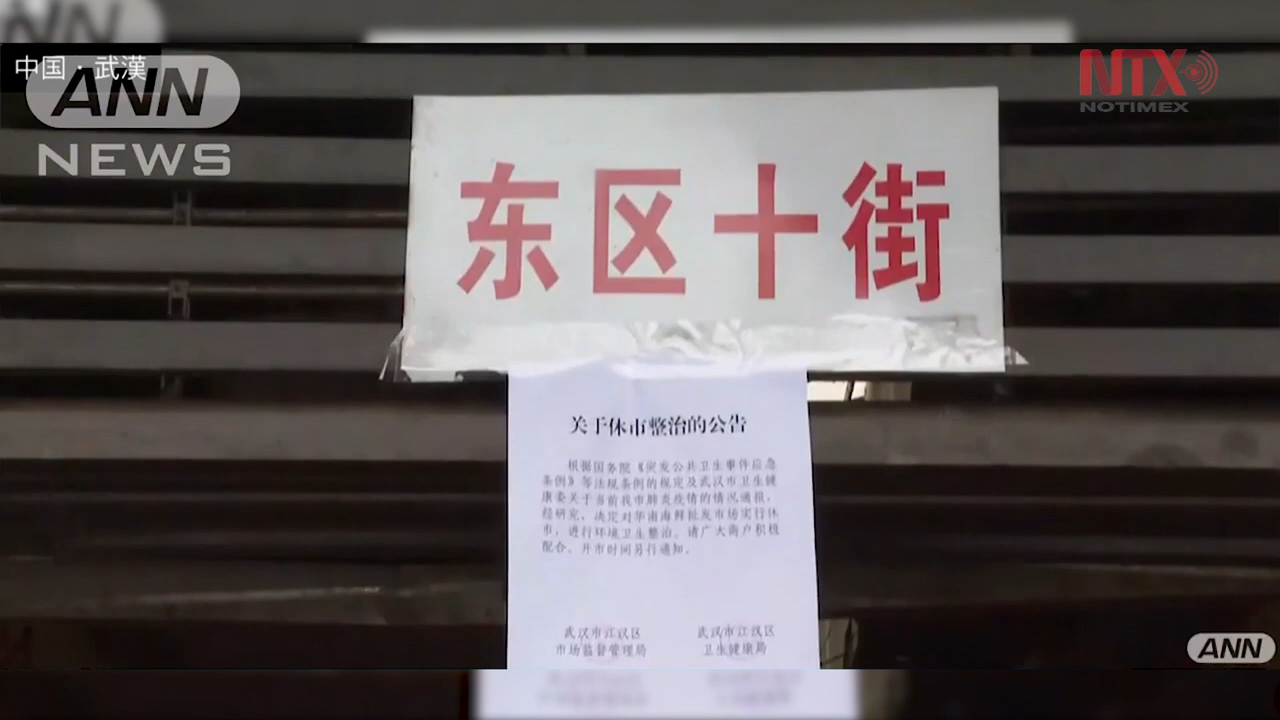 ANN
中国・武漢
ANN
NEWS
NTX
NOTIMEX
东区十街
关于休市整治的公告
根据国务院《突发公共卫生事件应急
条例》等法规条例的规定及武汉市卫生健
康委关于当前我市肺炎疫情的情况通报，
经研究，决定对华南海鲜批发市场实行休
市，进行环境卫生整治。请广大商户积极
配合、开市时间另行通知。
武汉市江汉区 武汉市江汉区
市场监督管理局 卫生健康局
ANN